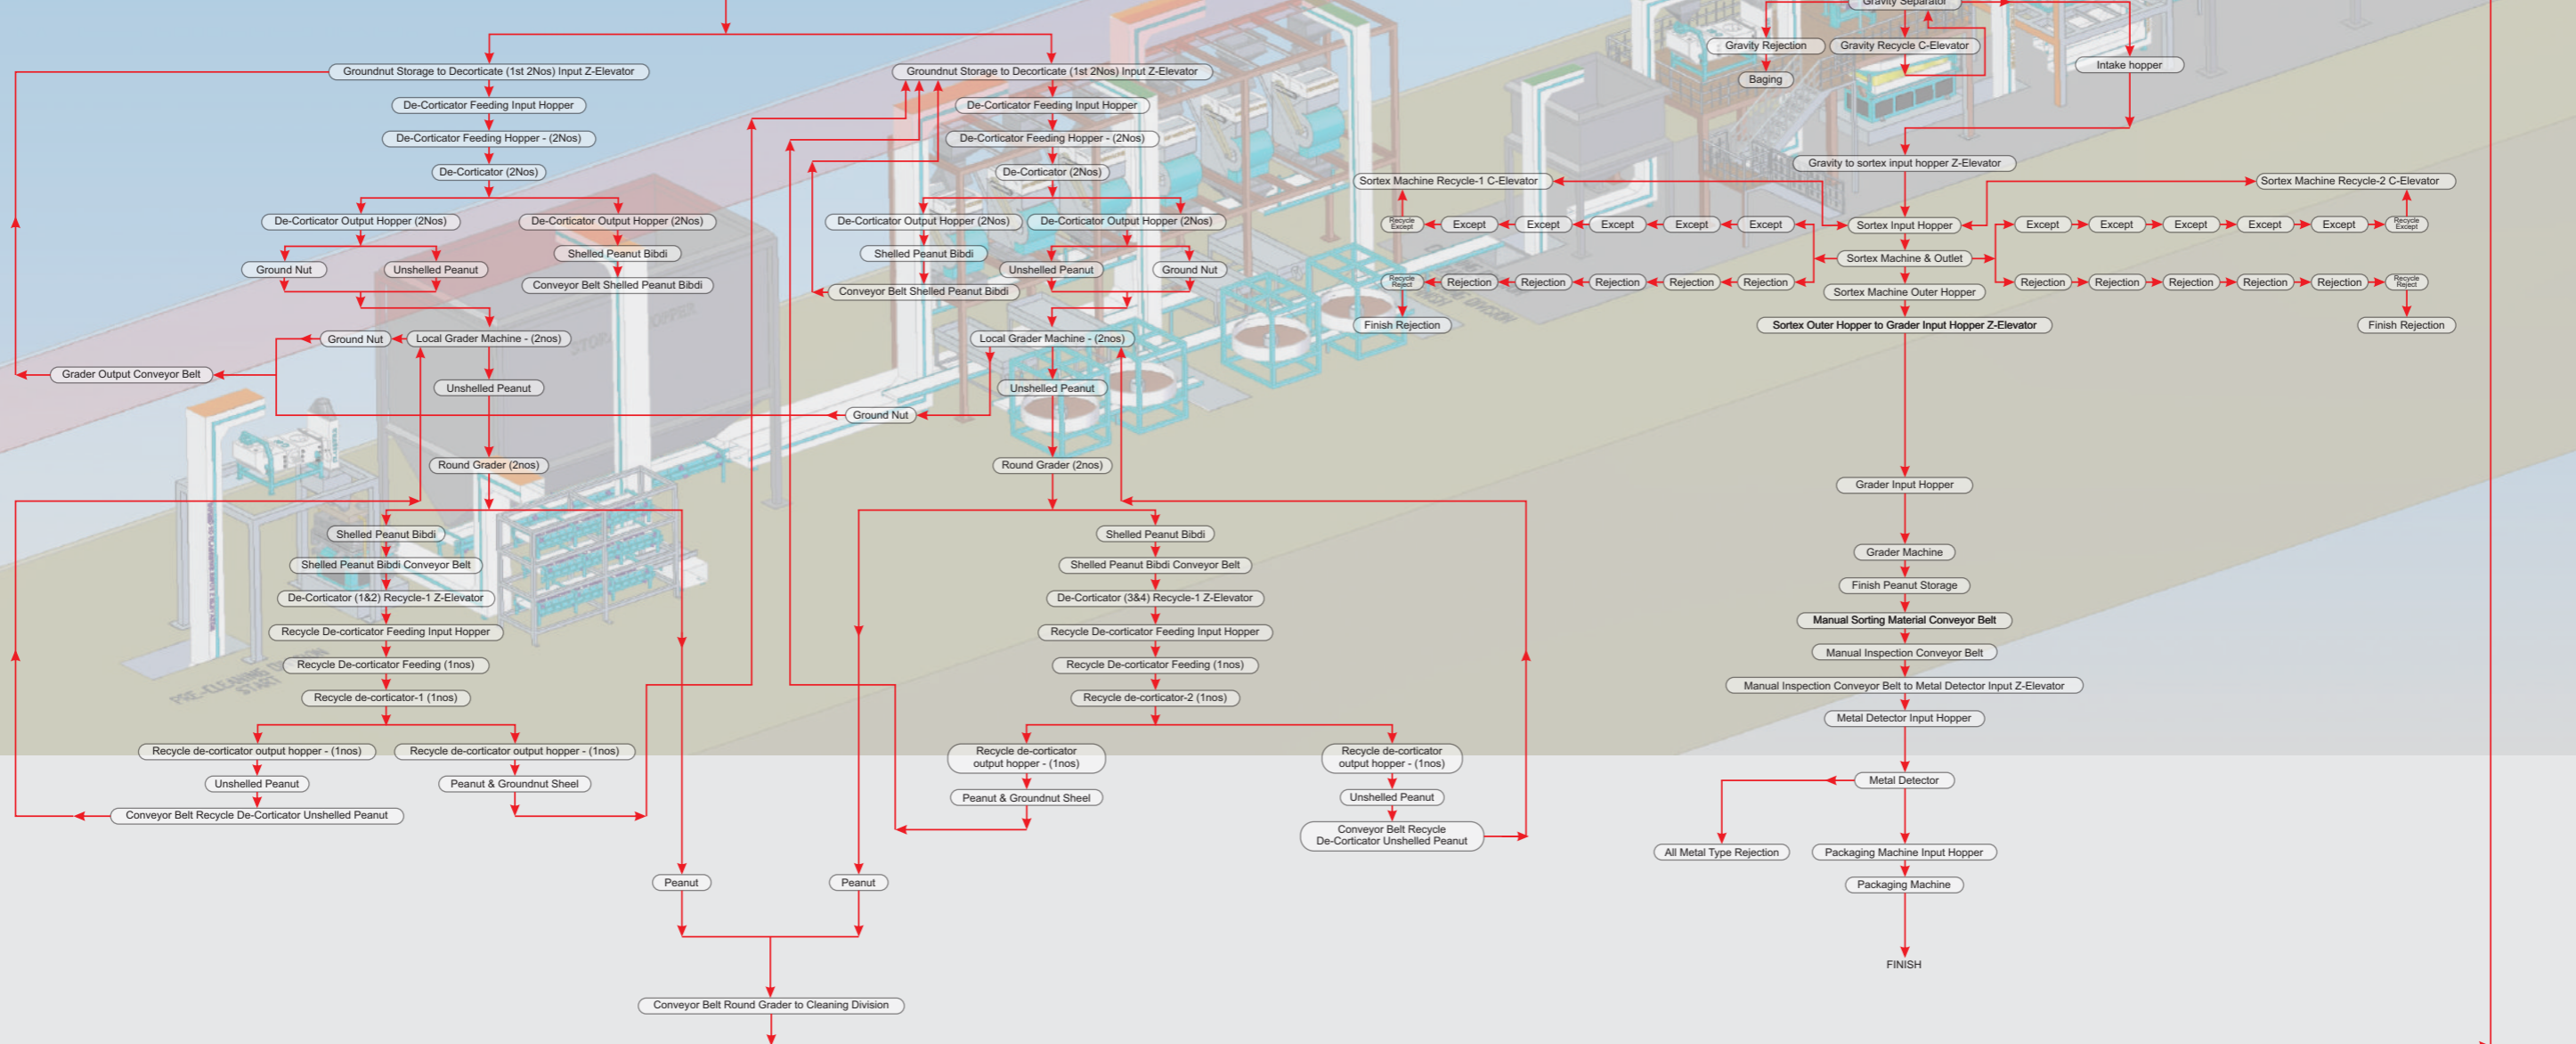 Groundnut Storage to Decorticate (1st 2Nos) Input Z-Elevator
De-Corticator Feeding Input Hopper
De-Corticator Feeding Hopper - (2Nos)
De-Corticator (2Nos)
De-Corticator Output Hopper (2Nos)
De-Corticator Output Hopper (2Nos)
Shelled Peanut Bibdi
Conveyor Belt Shelled Peanut Bibdi
Ground Nut
Unshelled Peanut
Ground Nut
Local Grader Machine - (2nos)
Grader Output Conveyor Belt
Unshelled Peanut
Round Grader (2nos)
Shelled Peanut Bibdi
Shelled Peanut Bibdi Conveyor Belt
De-Corticator (1&2) Recycle-1 Z-Elevator
Recycle De-corticator Feeding Input Hopper
Recycle De-corticator Feeding (1nos)
Recycle de-corticator-1 (1nos)
Recycle de-corticator output hopper - (1nos)
Recycle de-corticator output hopper - (1nos)
Unshelled Peanut
Peanut & Groundnut Sheel
Conveyor Belt Recycle De-Corticator Unshelled Peanut
Peanut
Groundnut Storage to Decorticate (1st 2Nos) Input Z-Elevator
De-Corticator Feeding Input Hopper
De-Corticator Feeding Hopper - (2Nos)
De-Corticator (2Nos)
De-Corticator Output Hopper (2Nos)
De-Corticator Output Hopper (2Nos)
Shelled Peanut Bibdi
Conveyor Belt Shelled Peanut Bibdi
Unshelled Peanut
Ground Nut
Local Grader Machine - (2nos)
Unshelled Peanut
Ground Nut
Round Grader (2nos)
Shelled Peanut Bibdi
Shelled Peanut Bibdi Conveyor Belt
De-Corticator (3&4) Recycle-1 Z-Elevator
Recycle De-corticator Feeding Input Hopper
Recycle De-corticator Feeding (1nos)
Recycle de-corticator-2 (1nos)
Recycle de-corticator
output hopper - (1nos)
Recycle de-corticator
output hopper - (1nos)
Peanut & Groundnut Sheel
Unshelled Peanut
Conveyor Belt Recycle
De-Corticator Unshelled Peanut
Peanut
Conveyor Belt Round Grader to Cleaning Division
Gravity Separator
Gravity Rejection
Gravity Recycle C-Elevator
Baging
Intake hopper
Gravity to sortex input hopper Z-Elevator
Sortex Machine Recycle-1 C-Elevator
Sortex Machine Recycle-2 C-Elevator
Recycle
Except
Except
Except
Except
Except
Except
Sortex Input Hopper
Except
Except
Except
Except
Except
Recycle
Except
Sortex Machine & Outlet
Recycle
Reject
Rejection
Rejection
Rejection
Rejection
Rejection
Sortex Machine Outer Hopper
Rejection
Rejection
Rejection
Rejection
Rejection
Recycle
Reject
Finish Rejection
Sortex Outer Hopper to Grader Input Hopper Z-Elevator
Finish Rejection
Grader Input Hopper
Grader Machine
Finish Peanut Storage
Manual Sorting Material Conveyor Belt
Manual Inspection Conveyor Belt
Manual Inspection Conveyor Belt to Metal Detector Input Z-Elevator
Metal Detector Input Hopper
Metal Detector
All Metal Type Rejection
Packaging Machine Input Hopper
Packaging Machine
FINISH
PRE-CLEANING DIVISION
START